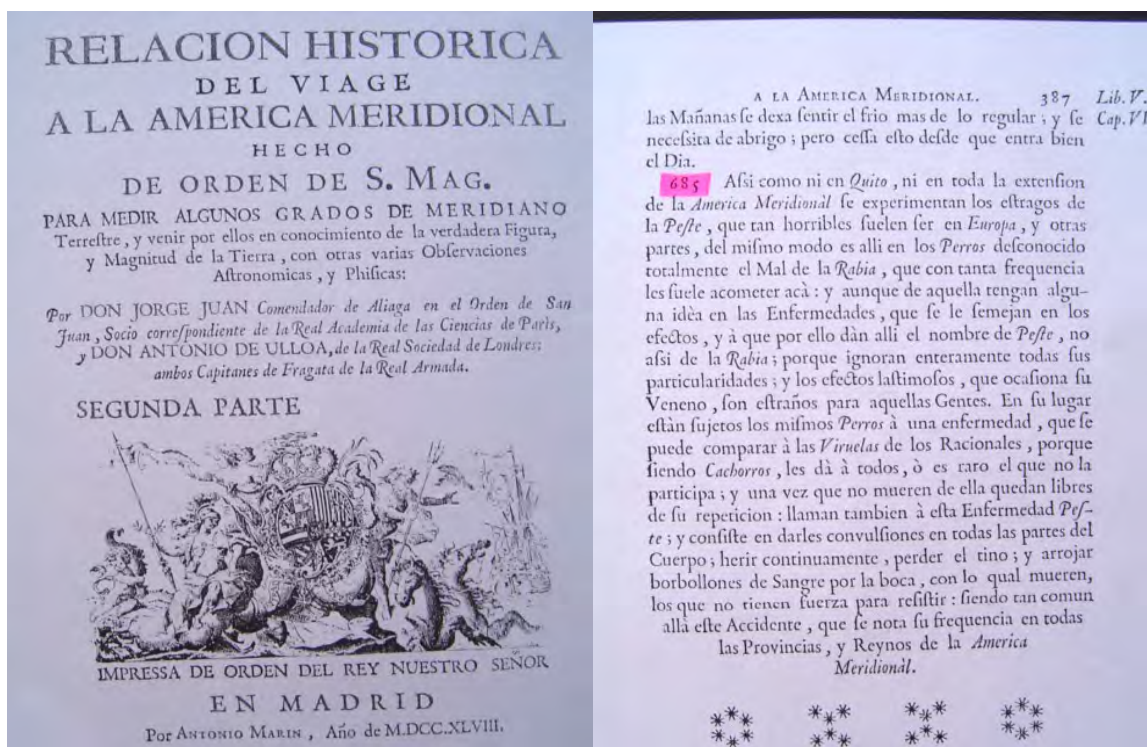 RELACION HISTORICA
DEL VIAGE
A LA AMERICA MERIDIONAL
HECHO
DE ORDEN DE S. MAG.
PARA MEDIR ALGUNOS GRADOS DE MERIDIANO
Terreſtre, y venir por ellos en conocimiento de la verdadera Figura,
y Magnitud de la Tierra, con otras varias Obſervaciones
Aſtronomicas, y Phiſicas:
Por DON JORGE JUAN Comendador de Aliaga en el Orden de San
Juan, Socio correſpondiente de la Real Academia de las Ciencias de Parìs,
y DON ANTONIO DE ULLOA, de la Real Sociedad de Londres:
ambos Capitanes de Fragata de la Real Armada.
SEGUNDA PARTE
IMPRESSA DE ORDEN DEL REY NUESTRO SEÑOR
EN MADRID
Por ANTONIO MARIN, Año de M.DCC.XLVIII.
A LA AMERICA MERIDIONAL. 387 Lib. V.
las Mañanas ſe dexa ſentir el frio mas de lo regular; y ſe Cap. VI
neceſsita de abrigo; pero ceſſa eſto deſde que entra bien
el Dia.
685 Aſsi como ni en Quito, ni en toda la extenſion
de la America Meridionàl ſe experimentan los eſtragos de
la Peſte, que tan horribles ſuelen ſer en Europa, y otras
partes, del miſmo modo es alli en los Perros deſconocido
totalmente el Mal de la Rabia, que con tanta frequencia
les ſuele acometer acà: y aunque de aquella tengan algu-
na idèa en las Enfermedades, que ſe le ſemejan en los
efectos, y à que por ello dàn alli el nombre de Peſte, no
aſsi de la Rabia; porque ignoran enteramente todas ſus
particularidades; y los efectos laſtimoſos, que ocaſiona ſu
Veneno, ſon eſtraños para aquellas Gentes. En ſu lugar
eſtàn ſujetos los miſmos Perros à una enfermedad, que ſe
puede comparar à las Viruelas de los Racionales, porque
ſiendo Cachorros, les dà à todos, ò es raro el que no la
participa; y una vez que no mueren de ella quedan libres
de ſu repeticion: llaman tambien à eſta Enfermedad Peſ-
te; y conſiſte en darles convulſiones en todas las partes del
Cuerpo; herir continuamente, perder el tino; y arrojar
borbollones de Sangre por la boca, con lo qual mueren,
los que no tienen fuerza para reſiſtir: ſiendo tan comun
allà eſte Accidente, que ſe nota ſu frequencia en todas
las Provincias, y Reynos de la America
Meridionàl.